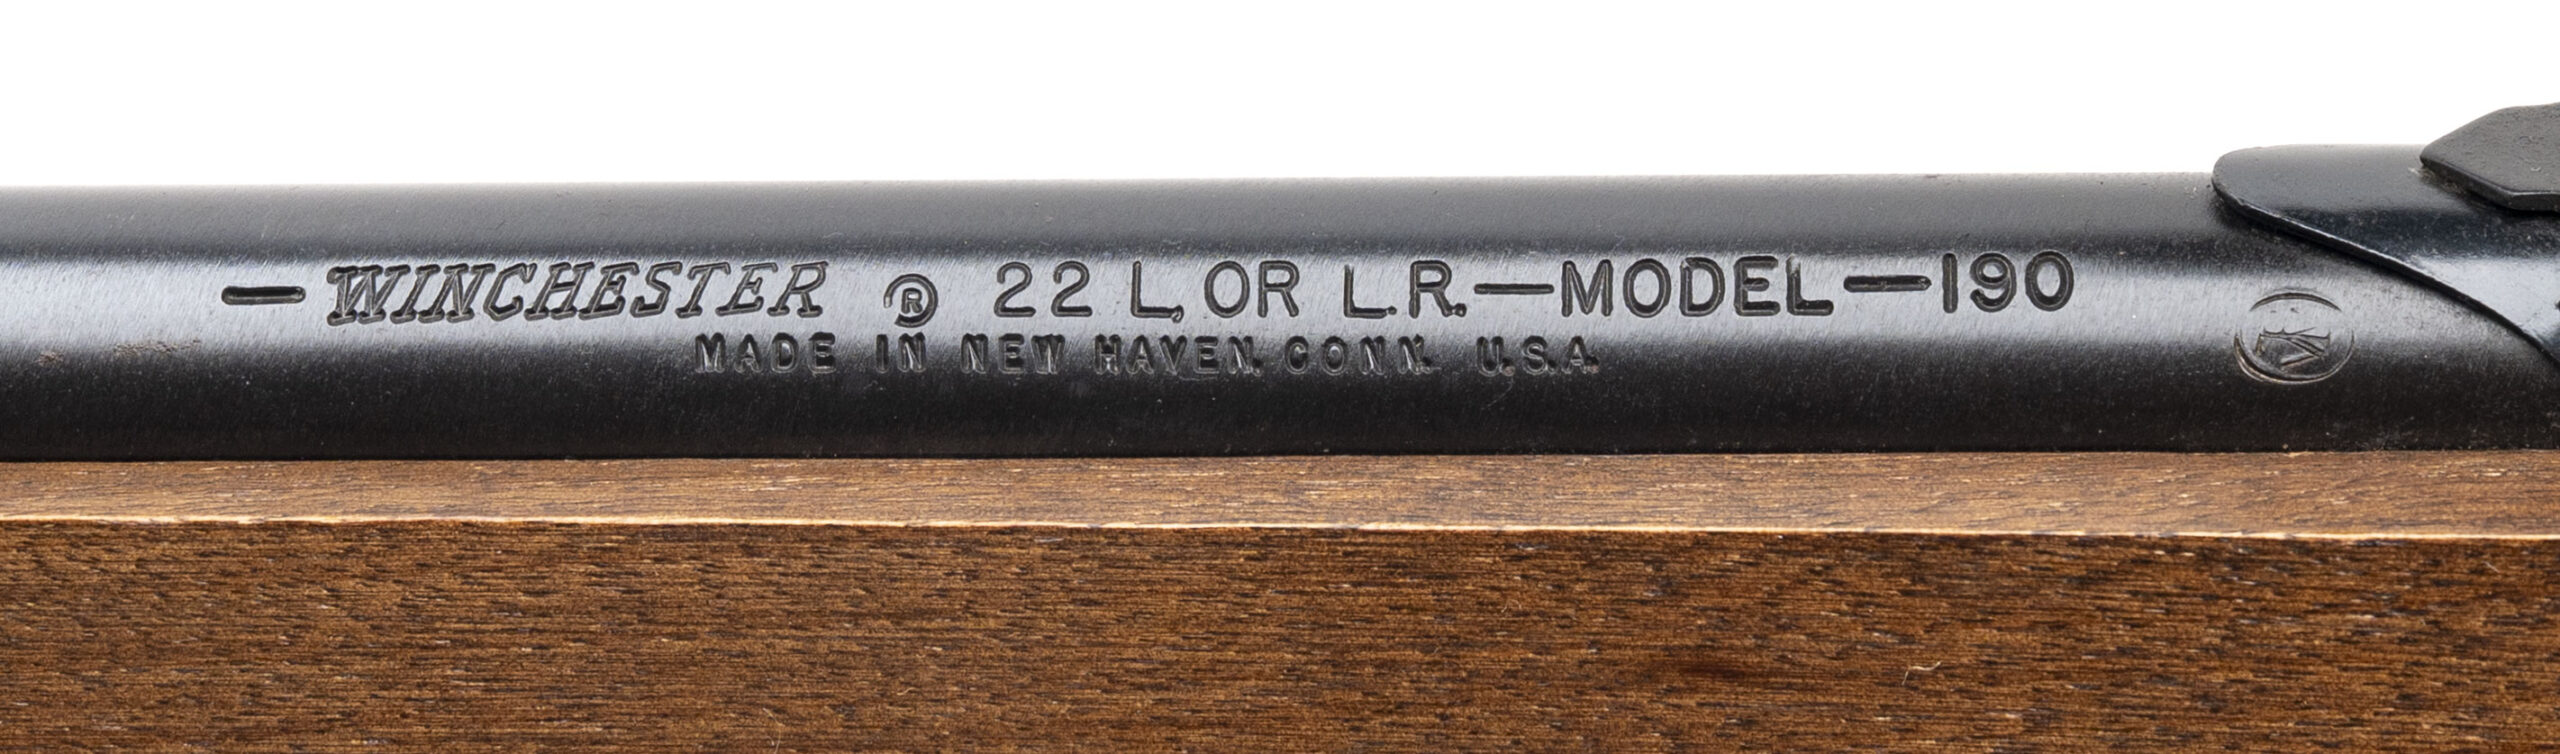 —WINCHESTER ® 22 L. OR L.R.—MODEL—190
MADE IN NEW HAVEN. CONN. U.S.A.